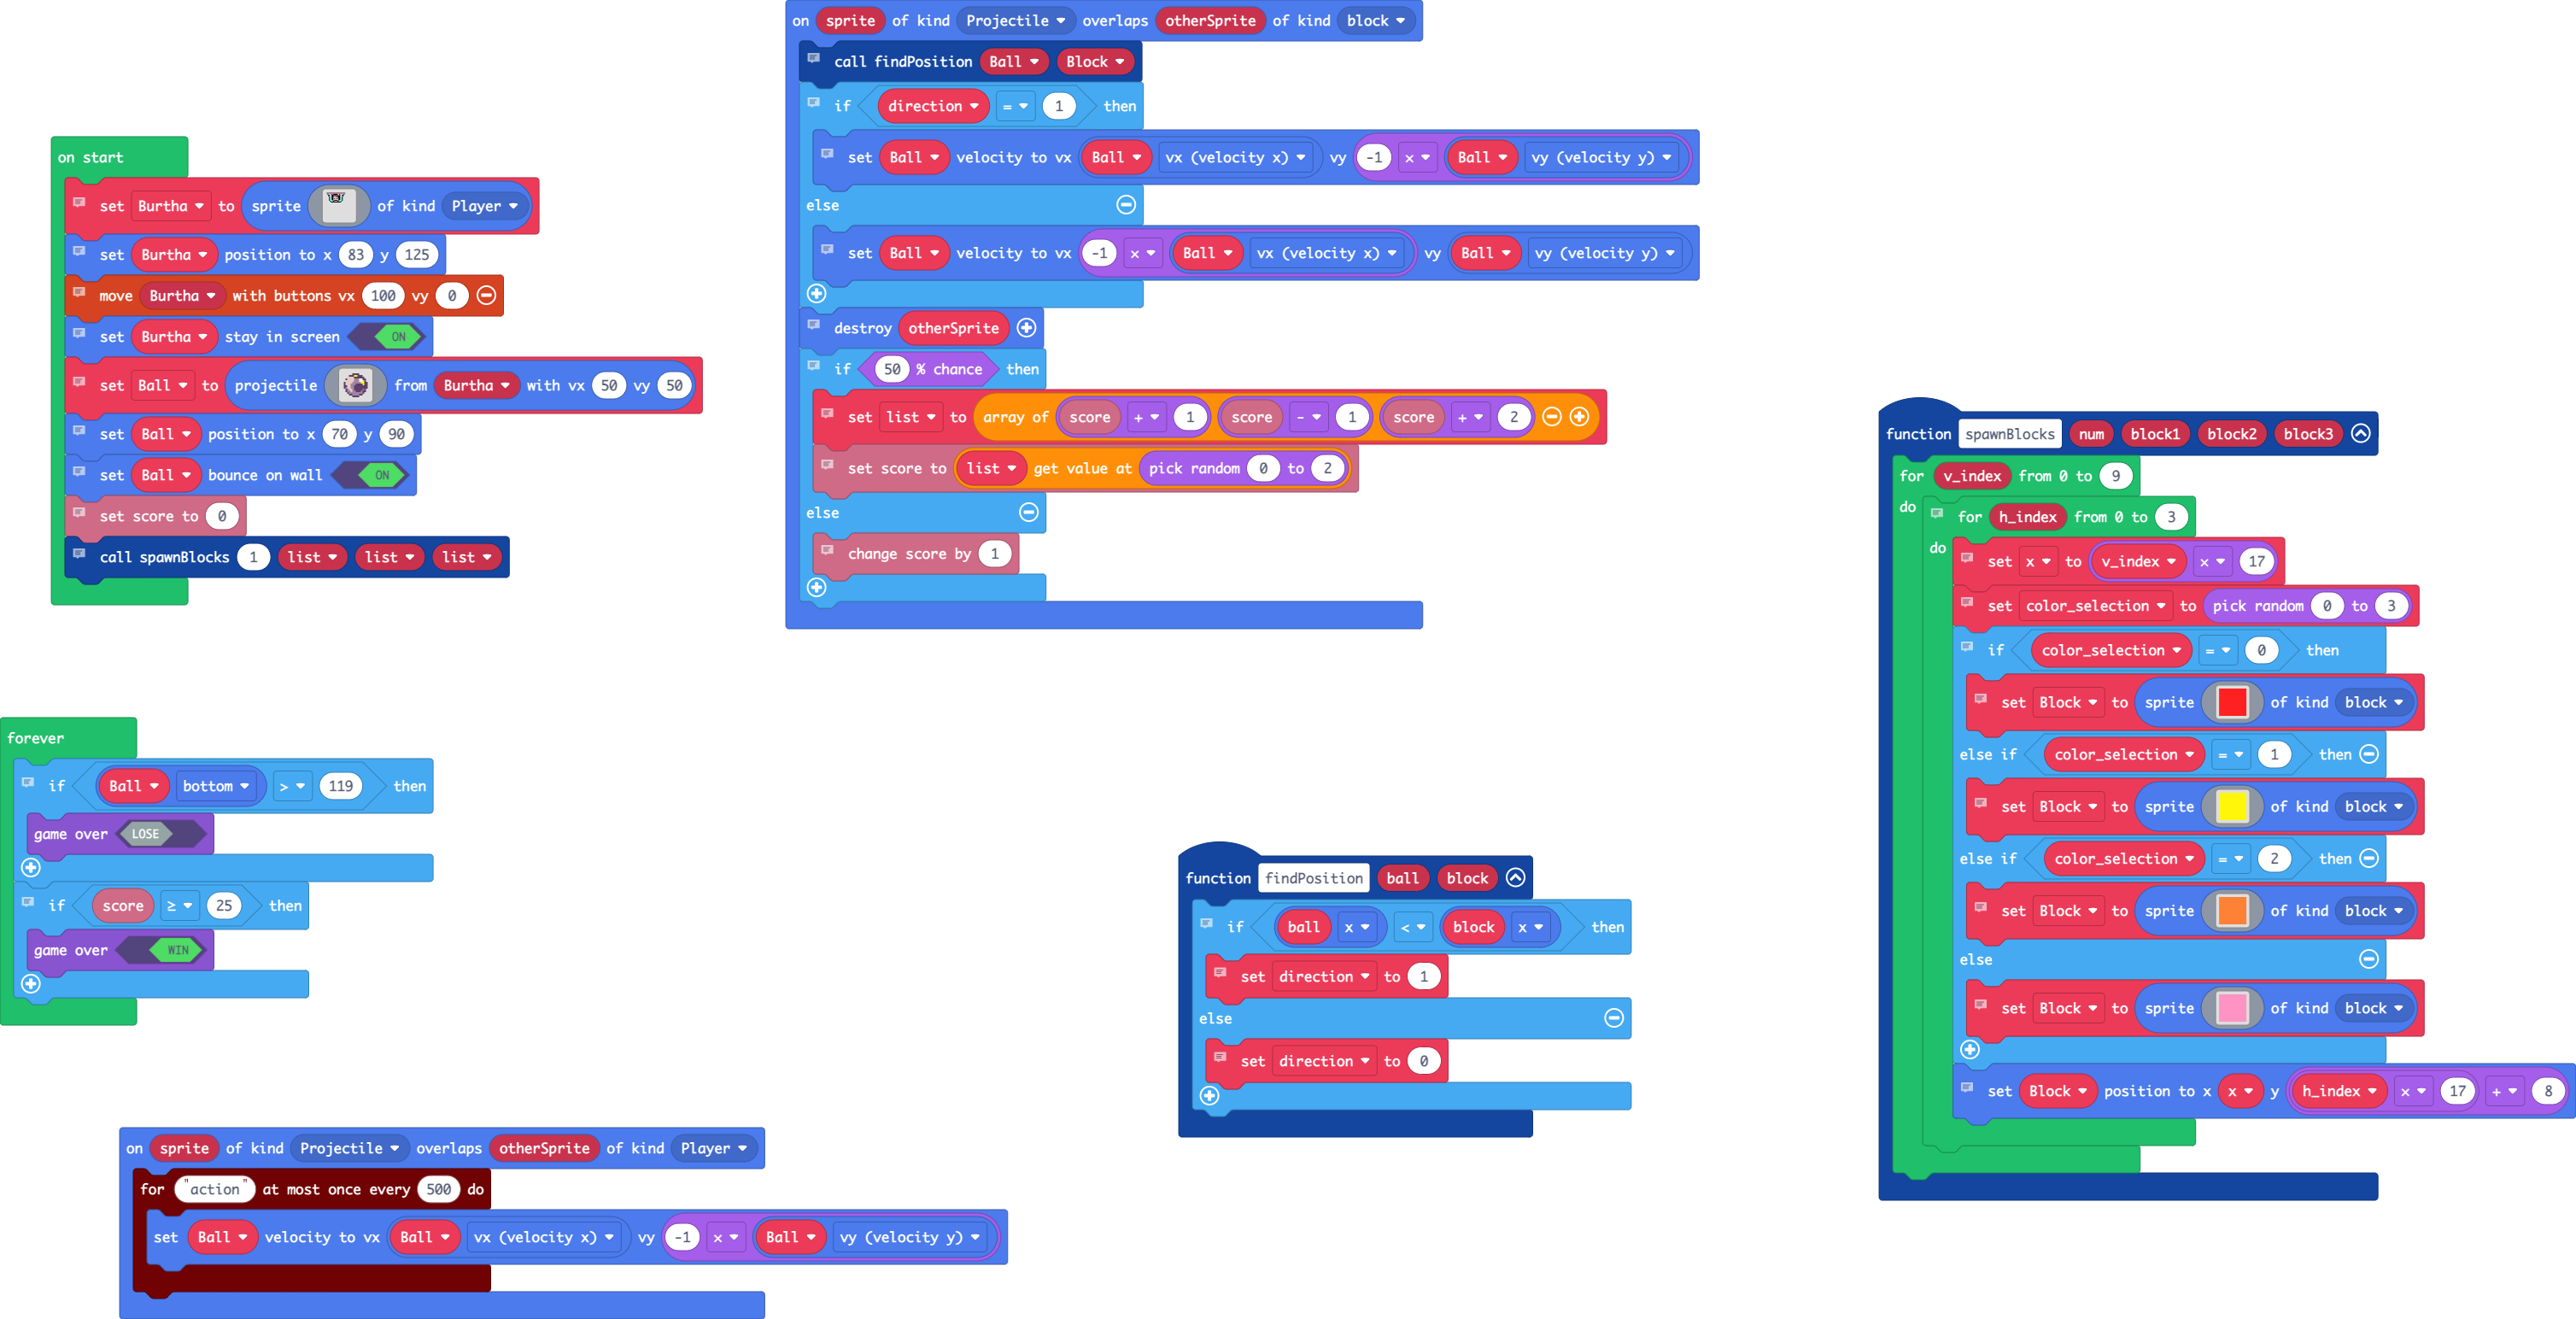 on start
set Burtha to sprite of kind Player
set Burtha position to x 83 y 125
move Burtha with buttons vx 100 vy 0
set Burtha stay in screen ON
set Ball to projectile from Burtha with vx 50 vy 50
set Ball position to x 70 y 90
set Ball bounce on wall ON
set score to 0
call spawnBlocks 1 list list list
forever
if Ball bottom > 119 then
game over LOSE
if score ≥ 25 then
game over WIN
on sprite of kind Projectile overlaps otherSprite of kind Player
for "action" at most once every 500 do
set Ball velocity to vx Ball vx (velocity x) vy -1 × Ball vy (velocity y)
on sprite of kind Projectile overlaps otherSprite of kind block
call findPosition Ball Block
if direction = 1 then
set Ball velocity to vx Ball vx (velocity x) vy -1 × Ball vy (velocity y)
else
set Ball velocity to vx -1 × Ball vx (velocity x) vy Ball vy (velocity y)
destroy otherSprite
if 50 % chance then
set list to array of score + 1 score - 1 score + 2
set score to list get value at pick random 0 to 2
else
change score by 1
function findPosition ball block
if ball x < block x then
set direction to 1
else
set direction to 0
function spawnBlocks num block1 block2 block3
for v_index from 0 to 9
do for h_index from 0 to 3
do set x to v_index × 17
set color_selection to pick random 0 to 3
if color_selection = 0 then
set Block to sprite of kind block
else if color_selection = 1 then
set Block to sprite of kind block
else if color_selection = 2 then
set Block to sprite of kind block
else
set Block to sprite of kind block
set Block position to x x y h_index × 17 + 8